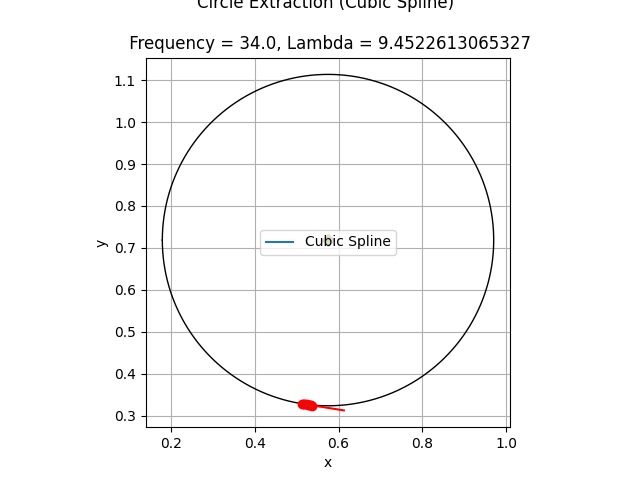 Circle Extraction (Cubic Spline)
Frequency = 34.0, Lambda = 9.4522613065327
1.1
1.0
0.9
0.8
0.7
0.6
0.5
0.4
0.3
y
Cubic Spline
0.2
0.4
0.6
0.8
1.0
x